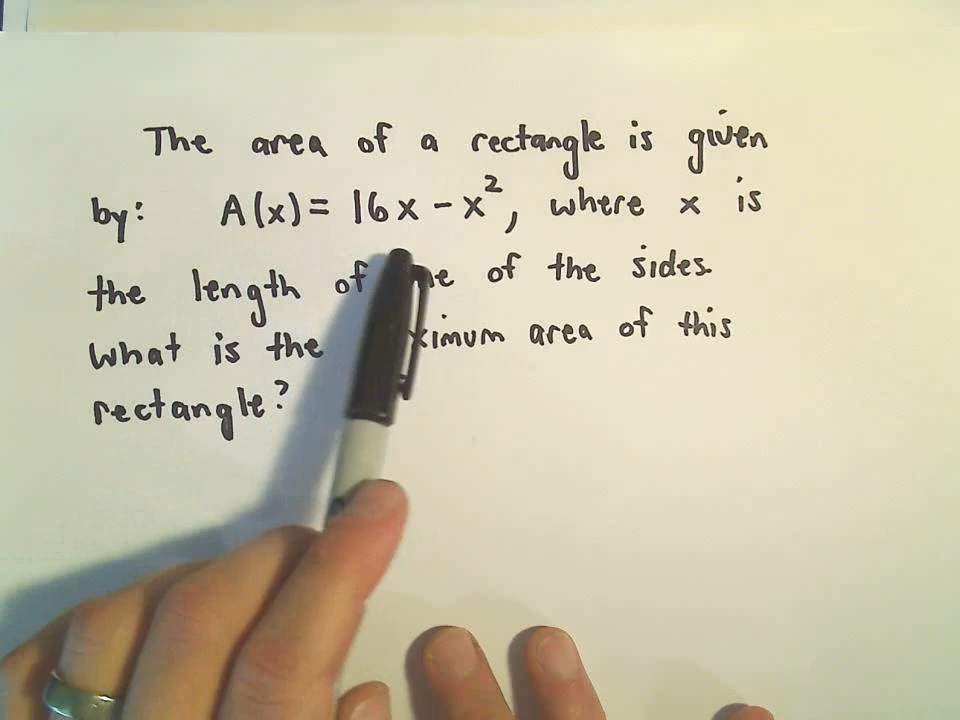 The area of a rectangle is given
by: A(x) = 16x - x², where x is
the length of of the sides.
What is the area of this
rectangle?